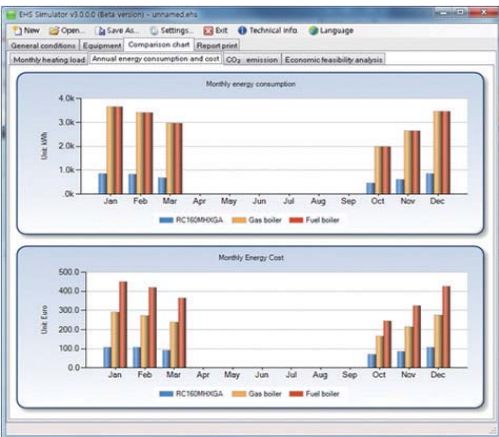 EHS Simulator v3.0.0.0 (Beta version) - unnamed.ehs
New Open... Save As... Settings... Exit Technical info. Language
General conditions Equipment Comparison chart Report print
Monthly heating load Annual energy consumption and cost CO₂ emission Economic feasibility analysis
Monthly energy consumption
4.0k
3.0k
2.0k
1.0k
.0k
Unit: kWh
Jan Feb Mar Apr May Jun Jul Aug Sep Oct Nov Dec
RC160MHXGA Gas boiler Fuel boiler
Monthly Energy Cost
500.0
400.0
300.0
200.0
100.0
0.0
Unit: Euro
Jan Feb Mar Apr May Jun Jul Aug Sep Oct Nov Dec
RC160MHXGA Gas boiler Fuel boiler